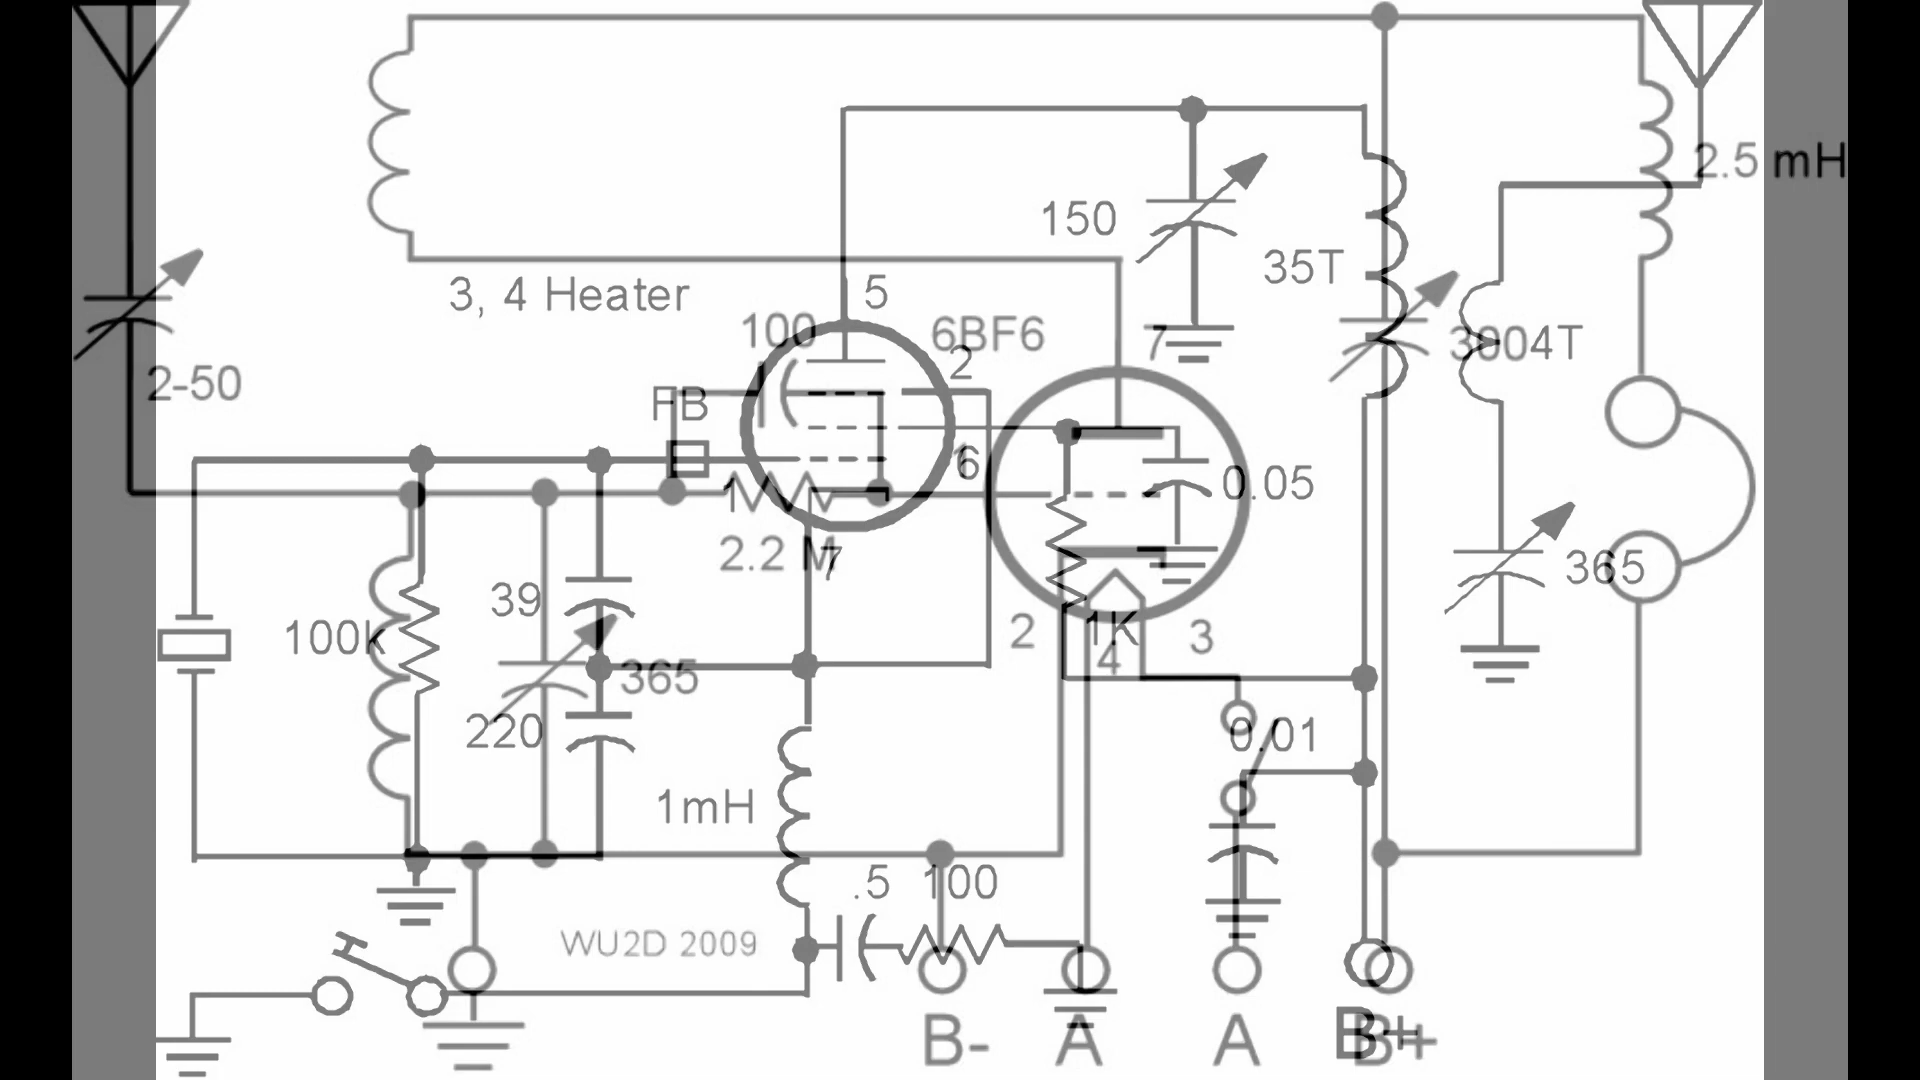 2.5 mH
150
35T
3, 4 Heater
5
100
6BF6
7
2
2-50
FB
6
0.05
2.2 M
7
39
365
100k
2
1K
3
4
365
220
0.01
1mH
.5
100
WU2D 2009
B-
A
A
B+
B+